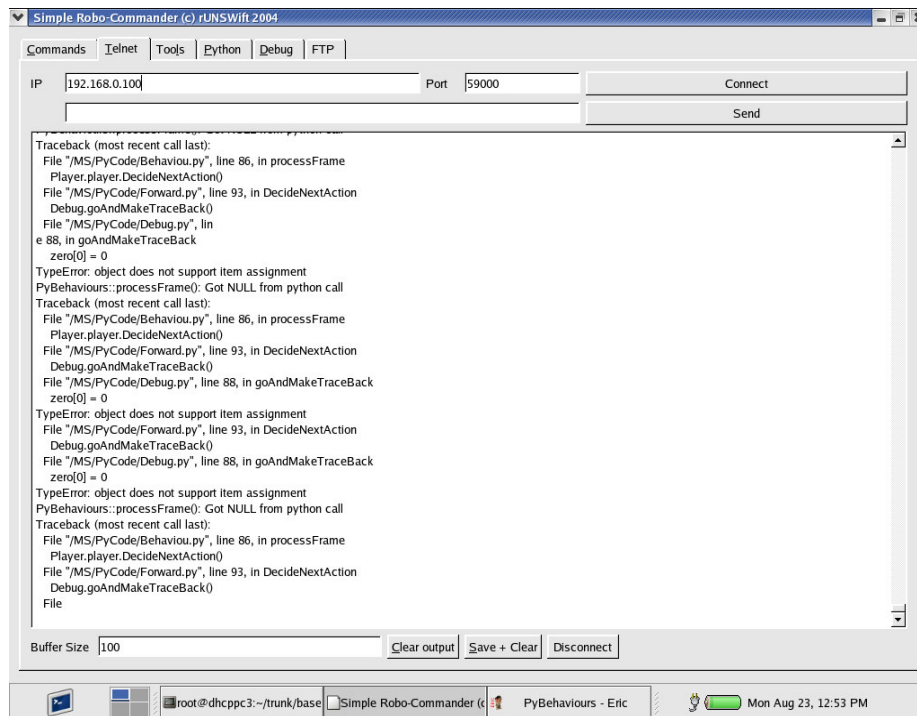 Simple Robo-Commander (c) rUNSWift 2004
Commands Telnet Tools Python Debug FTP
IP 192.168.0.100 Port 59000 Connect
Send
PyBehaviours::processFrame(): Got NULL from python call
Traceback (most recent call last):
File "/MS/PyCode/Behaviou.py", line 86, in processFrame
Player.player.DecideNextAction()
File "/MS/PyCode/Forward.py", line 93, in DecideNextAction
Debug.goAndMakeTraceBack()
File "/MS/PyCode/Debug.py", lin
e 88, in goAndMakeTraceBack
zero[0] = 0
TypeError: object does not support item assignment
PyBehaviours::processFrame(): Got NULL from python call
Traceback (most recent call last):
File "/MS/PyCode/Behaviou.py", line 86, in processFrame
Player.player.DecideNextAction()
File "/MS/PyCode/Forward.py", line 93, in DecideNextAction
Debug.goAndMakeTraceBack()
File "/MS/PyCode/Debug.py", line 88, in goAndMakeTraceBack
zero[0] = 0
TypeError: object does not support item assignment
File "/MS/PyCode/Forward.py", line 93, in DecideNextAction
Debug.goAndMakeTraceBack()
File "/MS/PyCode/Debug.py", line 88, in goAndMakeTraceBack
zero[0] = 0
TypeError: object does not support item assignment
PyBehaviours::processFrame(): Got NULL from python call
Traceback (most recent call last):
File "/MS/PyCode/Behaviou.py", line 86, in processFrame
Player.player.DecideNextAction()
File "/MS/PyCode/Forward.py", line 93, in DecideNextAction
Debug.goAndMakeTraceBack()
File
Buffer Size 100 Clear output Save + Clear Disconnect
root@dhcppc3:~/trunk/base Simple Robo-Commander (c PyBehaviours - Eric Mon Aug 23, 12:53 PM